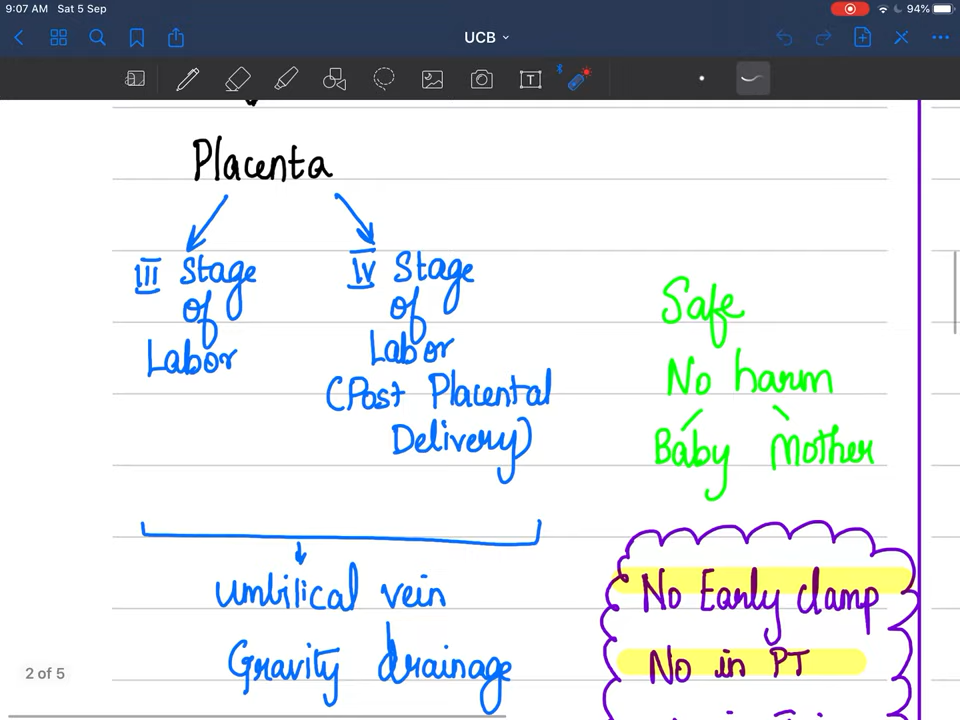 9:07 AM Sat 5 Sep
94%
UCB
T
Placenta
III Stage
of
Labor
IV Stage
of
Labor
(Post Placental
Delivery)
Safe
No harm
Baby Mother
Umbilical vein
Gravity drainage
No Early clamp
No in PT
2 of 5